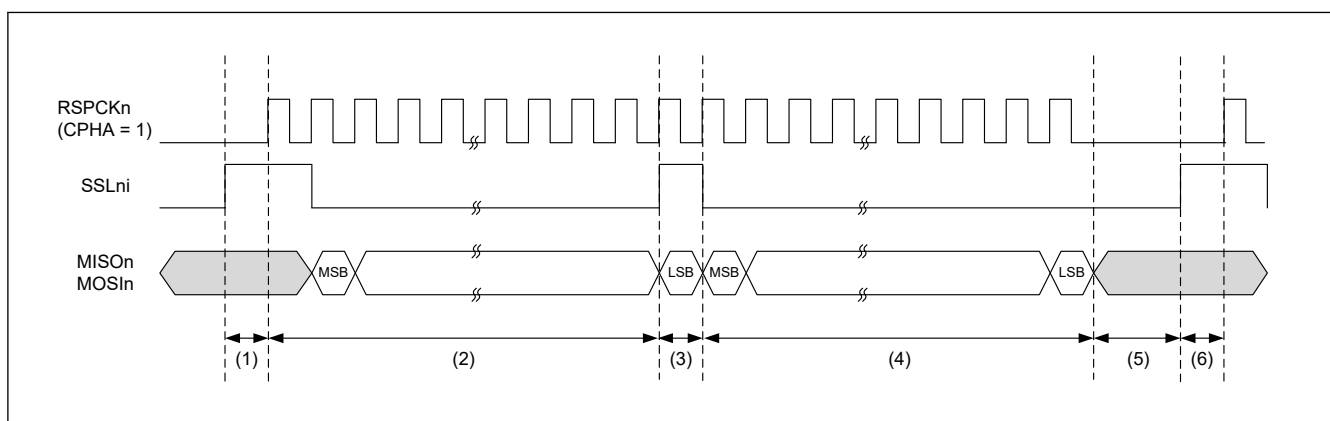 RSPCKn
(CPHA = 1)
SSLni
MISOn
MOSIn
MSB
LSB
MSB
LSB
(1)
(2)
(3)
(4)
(5)
(6)